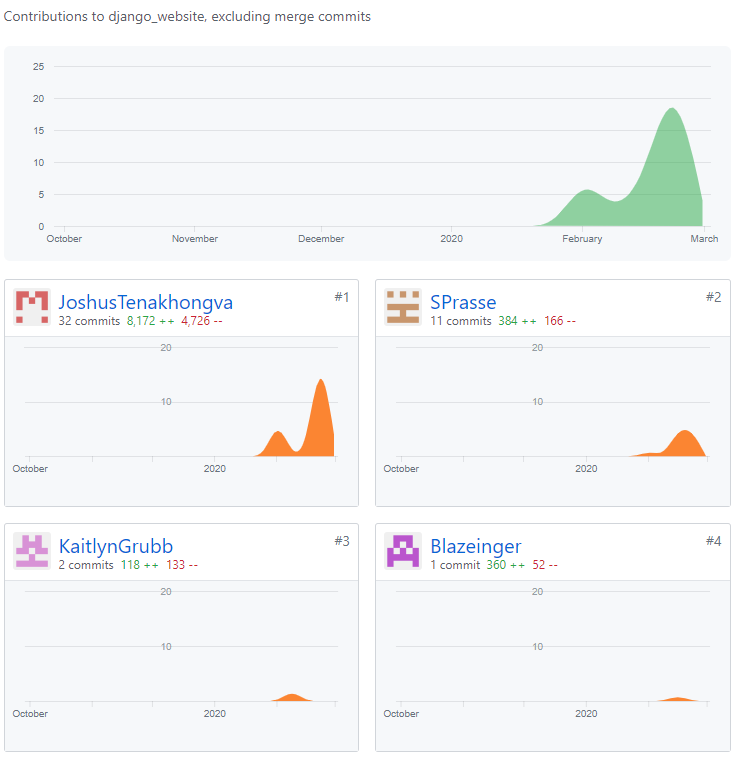 Contributions to django_website, excluding merge commits
25
20
15
10
5
0
October November December 2020 February March
JoshusTenakhongva #1
32 commits 8,172 ++ 4,726 --
20
10
October 2020
SPrasse #2
11 commits 384 ++ 166 --
20
10
October 2020
KaitlynGrubb #3
2 commits 118 ++ 133 --
20
10
October 2020
Blazeinger #4
1 commit 360 ++ 52 --
20
10
October 2020